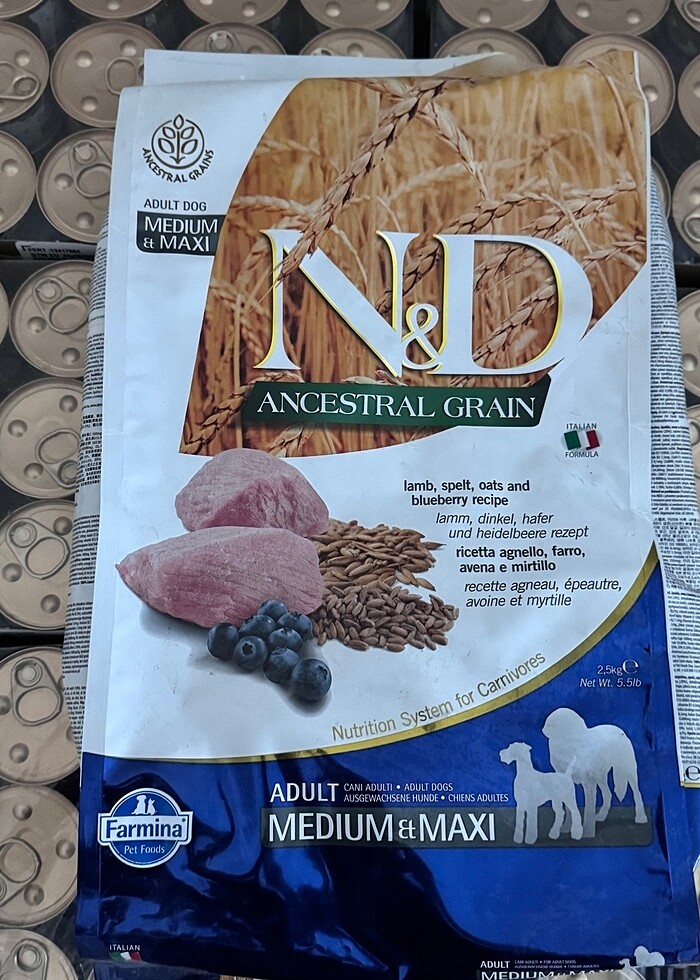 ANCESTRAL GRAINS
ADULT DOG
MEDIUM
& MAXI
N&D
ANCESTRAL GRAIN
ITALIAN
FORMULA
lamb, spelt, oats and
blueberry recipe
lamm, dinkel, hafer
und heidelbeere rezept
ricetta agnello, farro,
avena e mirtillo
recette agneau, épeautre,
avoine et myrtille
2,5kg e
Net Wt. 5.5lb
Nutrition System for Carnivores
ADULT CANI ADULTI • ADULT DOGS
AUSGEWACHSENE HUNDE • CHIENS ADULTES
MEDIUM & MAXI
Farmina
Pet Foods
ITALIAN
ADULT
MEDIUM & MAXI